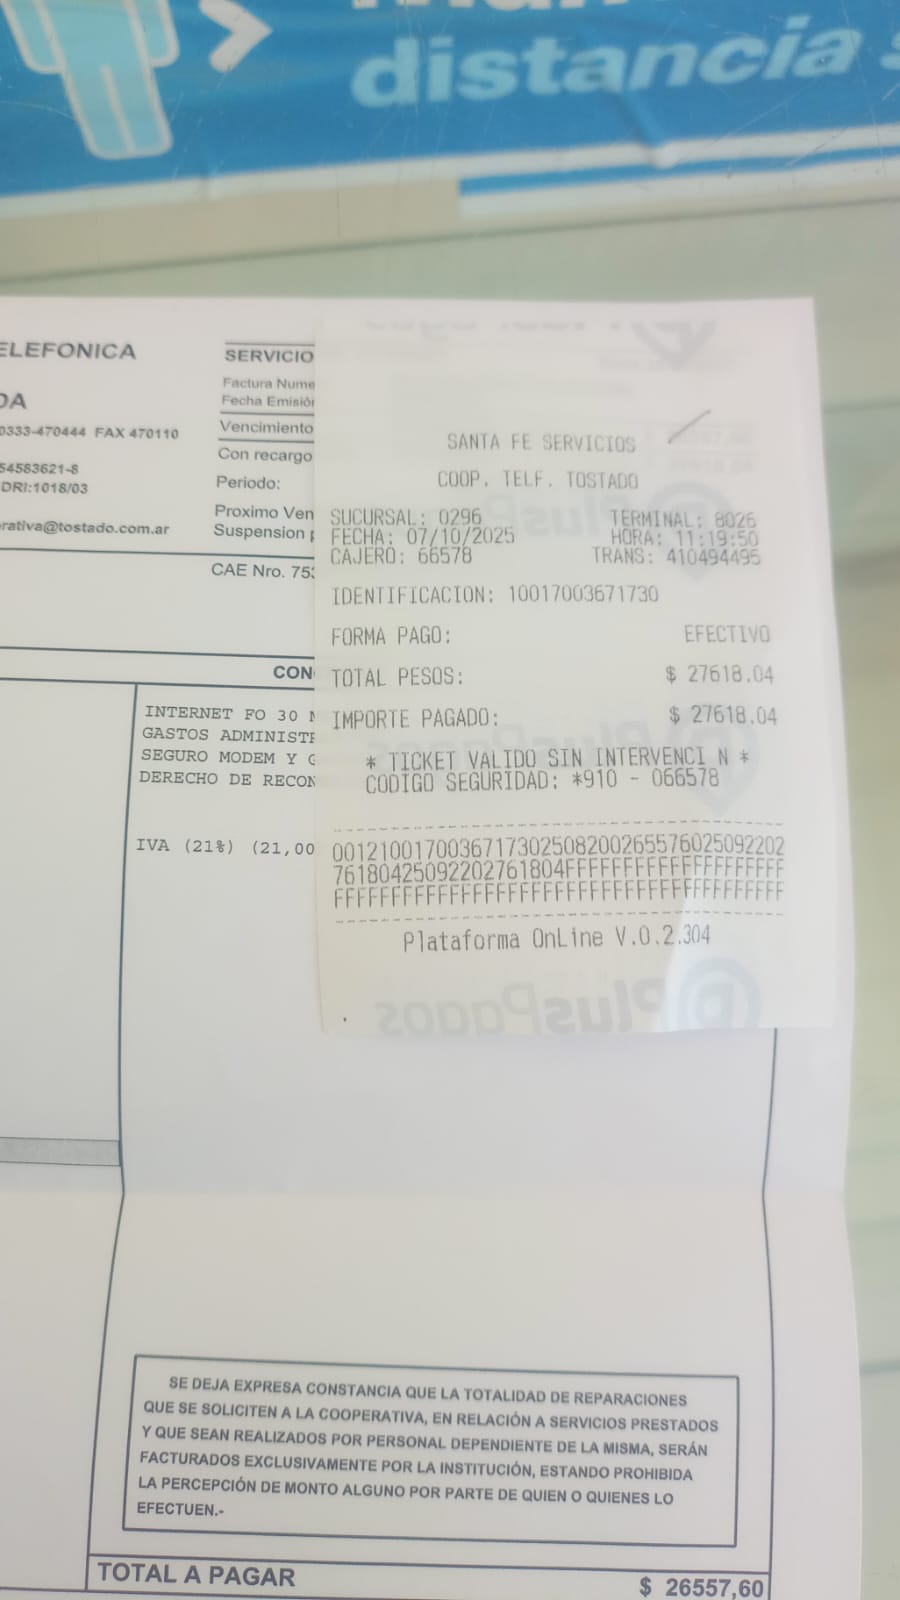 distancia
ELEFONICA
DA
0333-470444 FAX 470110
54583621-8
DRI:1018/03
rativa@tostado.com.ar
SERVICIO
Factura Nume
Fecha Emisión
Vencimiento
Con recargo
Periodo:
Proximo Ven
Suspension
CAE Nro. 753
CON
INTERNET FO 30
GASTOS ADMINISTR
SEGURO MODEM Y G
DERECHO DE RECON
IVA (21%) (21,00
SANTA FE SERVICIOS
COOP. TELF. TOSTADO
SUCURSAL: 0296 TERMINAL: 8026
FECHA: 07/10/2025 HORA: 11:19:50
CAJERO: 66578 TRANS: 410494495
IDENTIFICACION: 10017003671730
FORMA PAGO: EFECTIVO
TOTAL PESOS: $ 27618.04
IMPORTE PAGADO: $ 27618.04
* TICKET VALIDO SIN INTERVENCI N *
CODIGO SEGURIDAD: *910 - 066578
0012100170036717302508200265576025092202
76180425092202761804FFFFFFFFFFFFFFFFFFFF
FFFFFFFFFFFFFFFFFFFFFFFFFFFFFFFFFFFFFFFF
Plataforma OnLine V.0.2.304
PlusPagos
SE DEJA EXPRESA CONSTANCIA QUE LA TOTALIDAD DE REPARACIONES
QUE SE SOLICITEN A LA COOPERATIVA, EN RELACIÓN A SERVICIOS PRESTADOS
Y QUE SEAN REALIZADOS POR PERSONAL DEPENDIENTE DE LA MISMA, SERÁN
FACTURADOS EXCLUSIVAMENTE POR LA INSTITUCIÓN, ESTANDO PROHIBIDA
LA PERCEPCIÓN DE MONTO ALGUNO POR PARTE DE QUIEN O QUIENES LO
EFECTUEN.-
TOTAL A PAGAR $ 26557,60